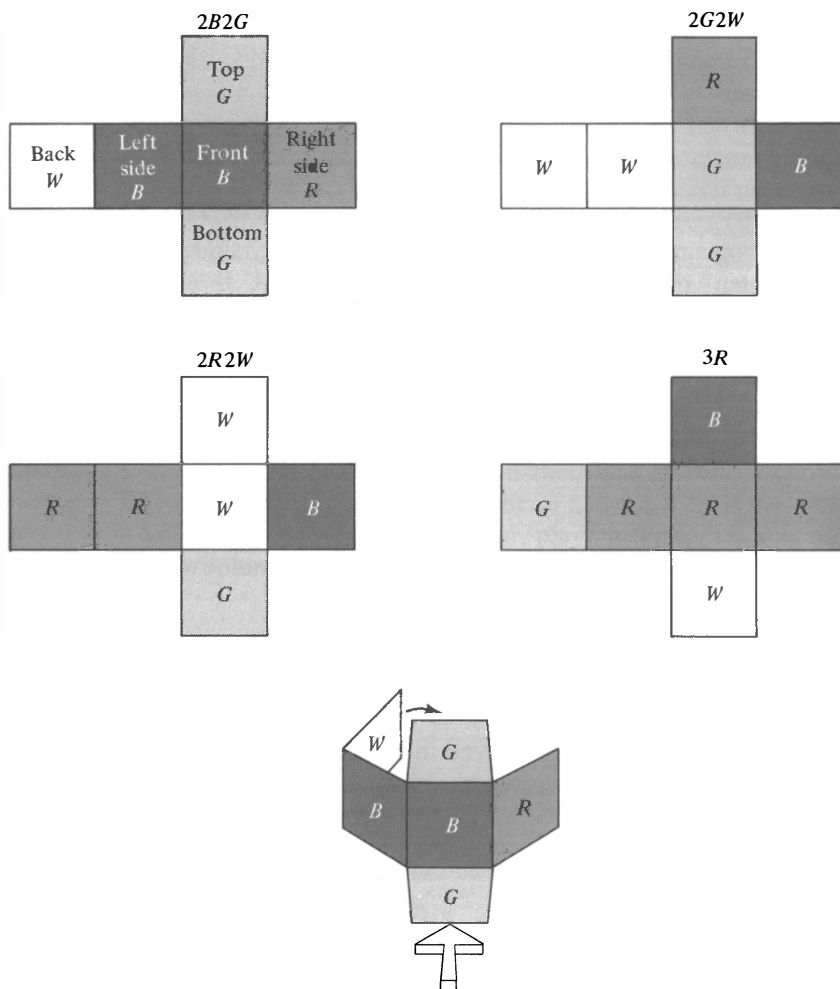 2B2G
Top
G
Back
W
Left
side
B
Front
B
Right
side
R
Bottom
G
2G2W
R
W W G B
G
2R2W
W
R R W B
G
3R
B
G R R R
W
W
G
B B R
G